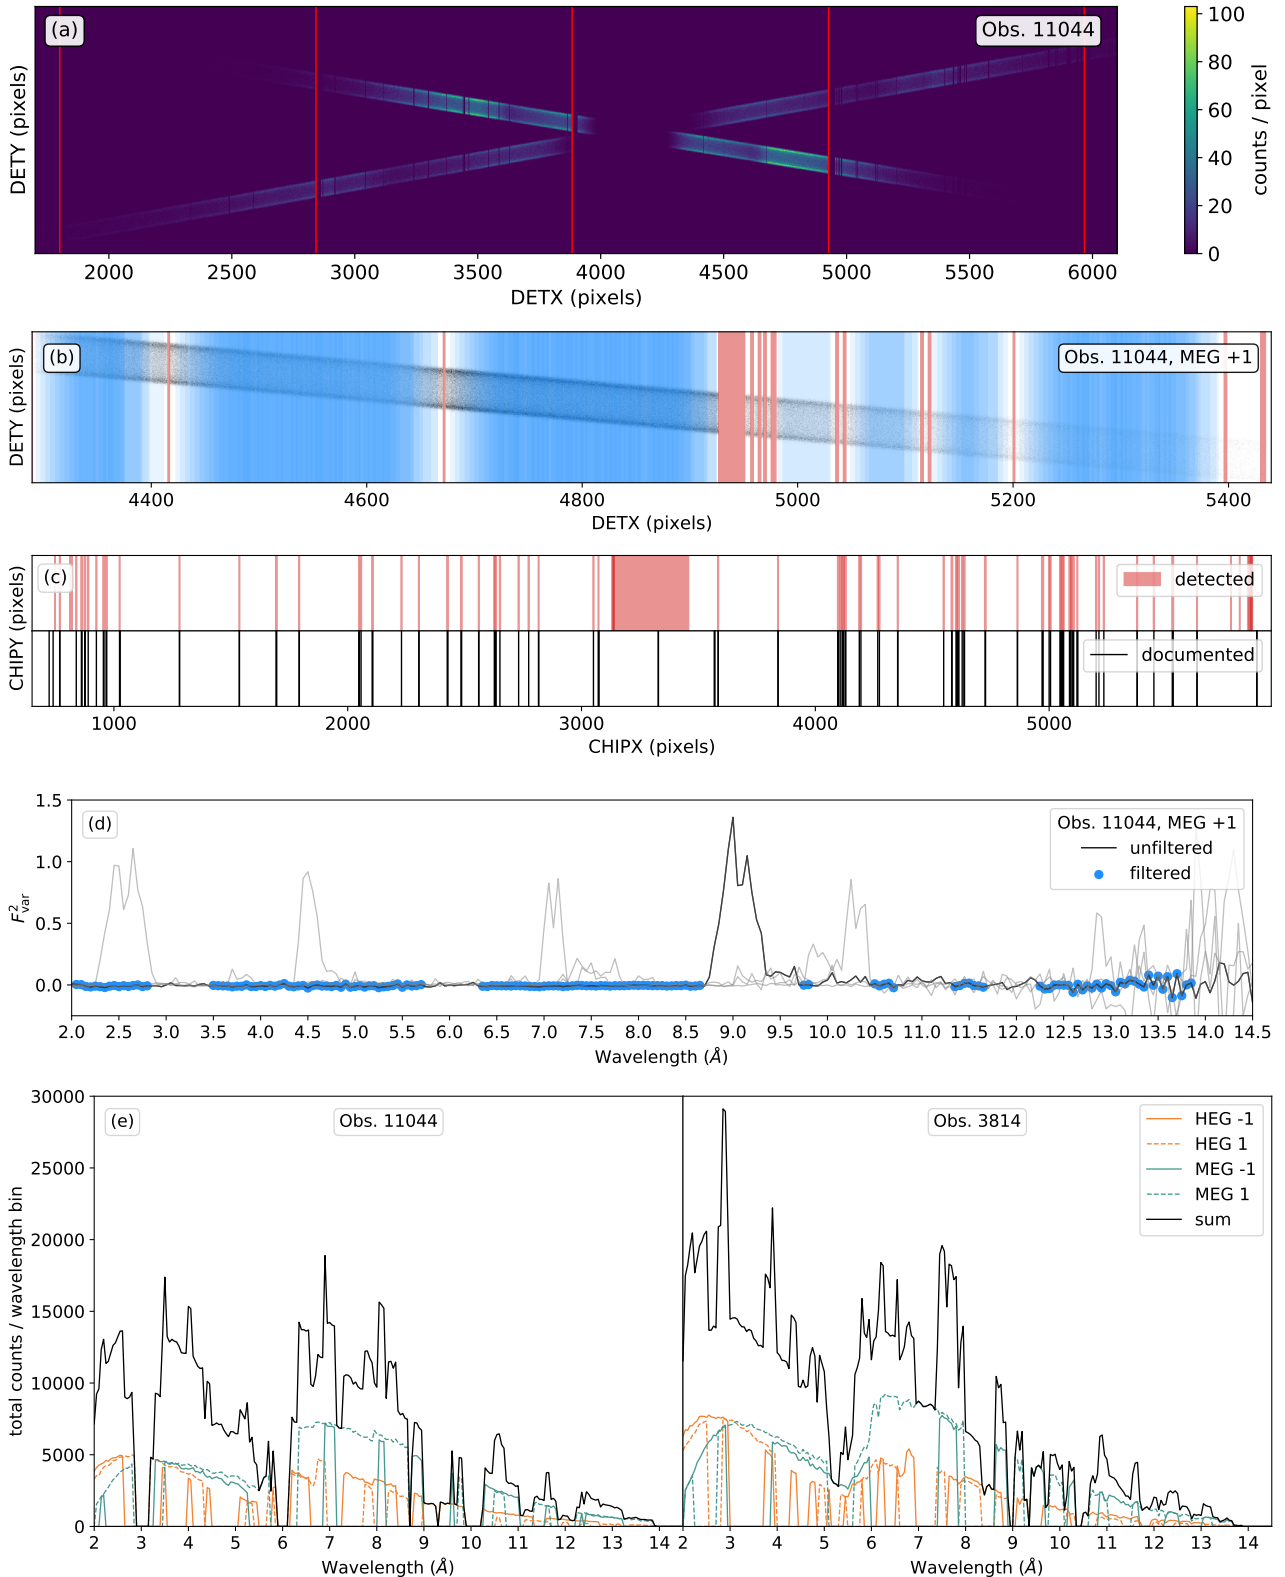 (a)
Obs. 11044
DETY (pixels)
2000 2500 3000 3500 4000 4500 5000 5500 6000
DETX (pixels)
100
80
60
40
20
0
counts / pixel
(b)
Obs. 11044, MEG +1
DETY (pixels)
4400 4600 4800 5000 5200 5400
DETX (pixels)
(c)
detected
documented
CHIPY (pixels)
1000 2000 3000 4000 5000
CHIPX (pixels)
(d)
Obs. 11044, MEG +1
unfiltered
filtered
1.5
1.0
0.5
0.0
F²var
2.0 2.5 3.0 3.5 4.0 4.5 5.0 5.5 6.0 6.5 7.0 7.5 8.0 8.5 9.0 9.5 10.0 10.5 11.0 11.5 12.0 12.5 13.0 13.5 14.0 14.5
Wavelength (Å)
(e)
Obs. 11044
Obs. 3814
HEG -1
HEG 1
MEG -1
MEG 1
sum
30000
25000
20000
15000
10000
5000
0
total counts / wavelength bin
2 3 4 5 6 7 8 9 10 11 12 13 14
2 3 4 5 6 7 8 9 10 11 12 13 14
Wavelength (Å)
Wavelength (Å)